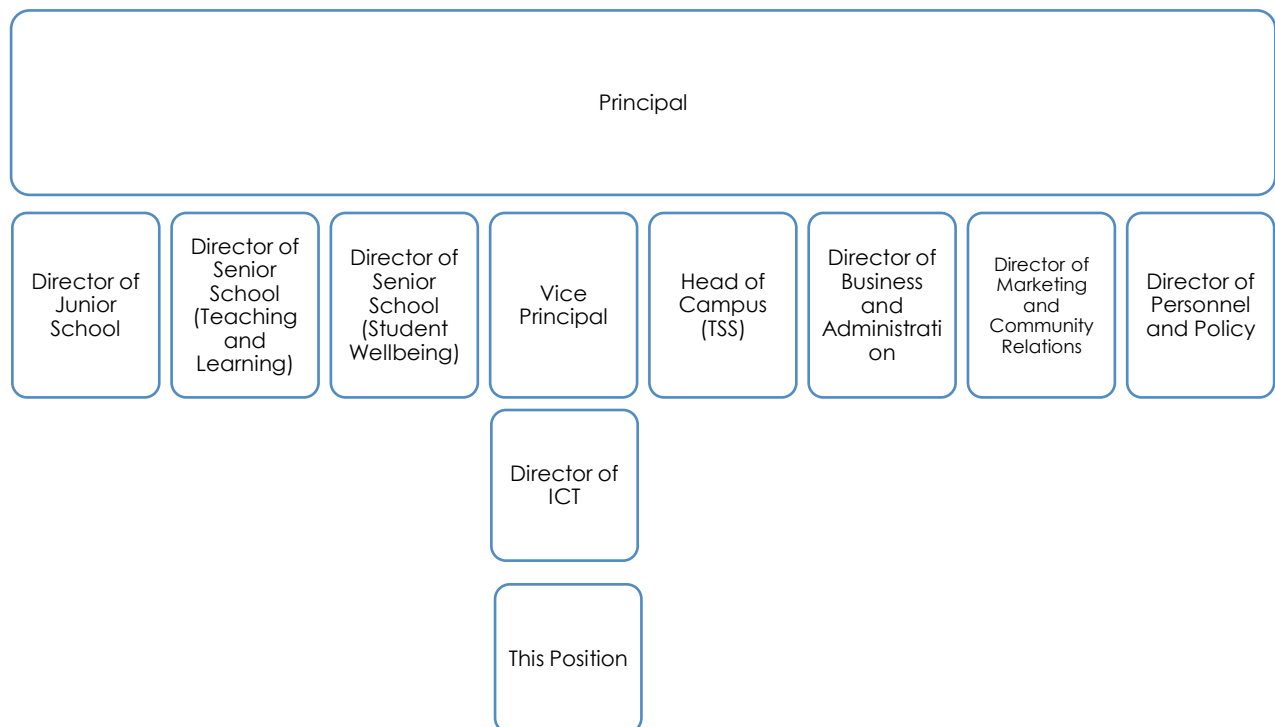 Principal
Director of
Junior
School
Director of
Senior
School
(Teaching
and
Learning)
Director of
Senior
School
(Student
Wellbeing)
Vice
Principal
Head of
Campus
(TSS)
Director of
Business
and
Administrati
on
Director of
Marketing
and
Community
Relations
Director of
Personnel
and Policy
Director of
ICT
This Position